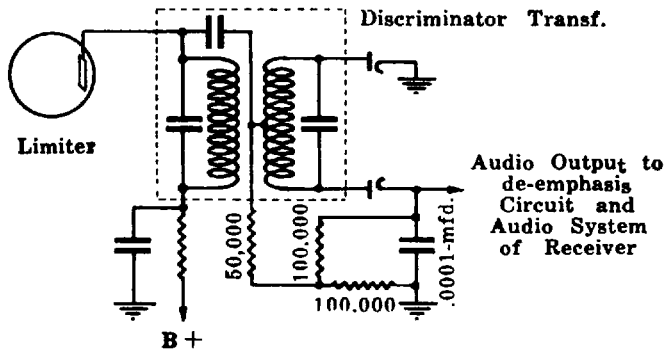 Discriminator Transf.
Limiter
Audio Output to
de-emphasis
Circuit and
Audio System
of Receiver
50,000
100,000
.0001-mfd.
100,000
B +